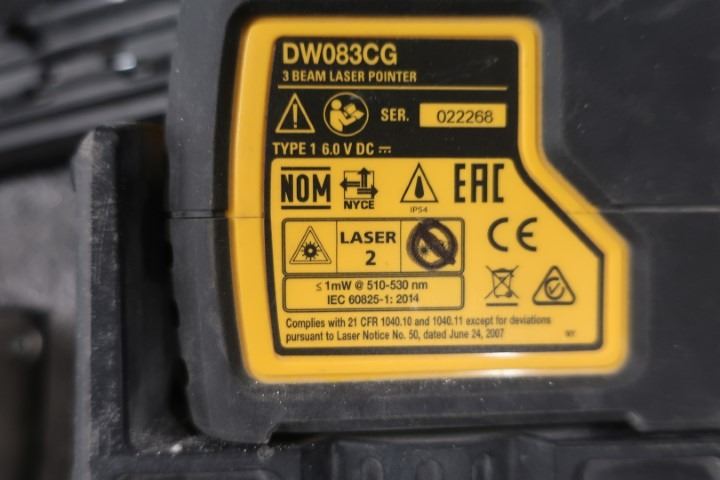 DW083CG
3 BEAM LASER POINTER
SER. 022268
TYPE 1 6.0 V DC
NOM NYCE IP54 EAC
LASER 2
CE
≤ 1mW @ 510-530 nm
IEC 60825-1: 2014
Complies with 21 CFR 1040.10 and 1040.11 except for deviations
pursuant to Laser Notice No. 50, dated June 24, 2007